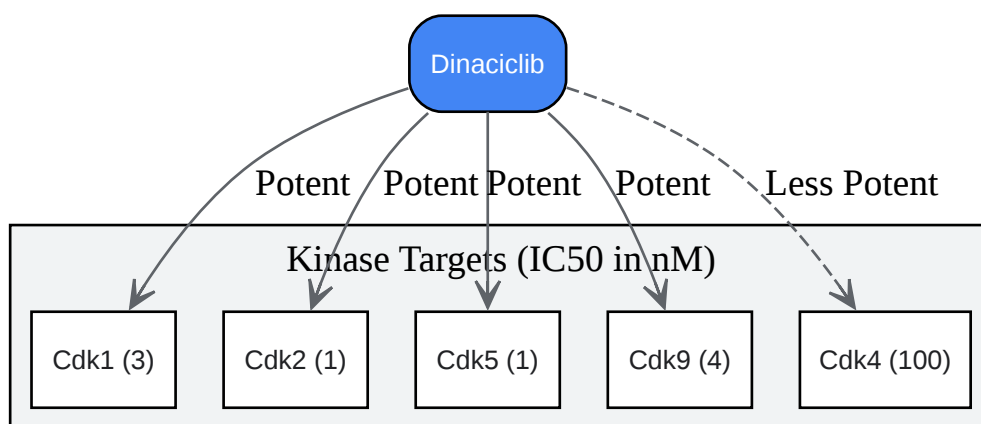 Dinaciclib
Potent Potent Potent Potent Less Potent
Kinase Targets (IC50 in nM)
Cdk1 (3) Cdk2 (1) Cdk5 (1) Cdk9 (4) Cdk4 (100)